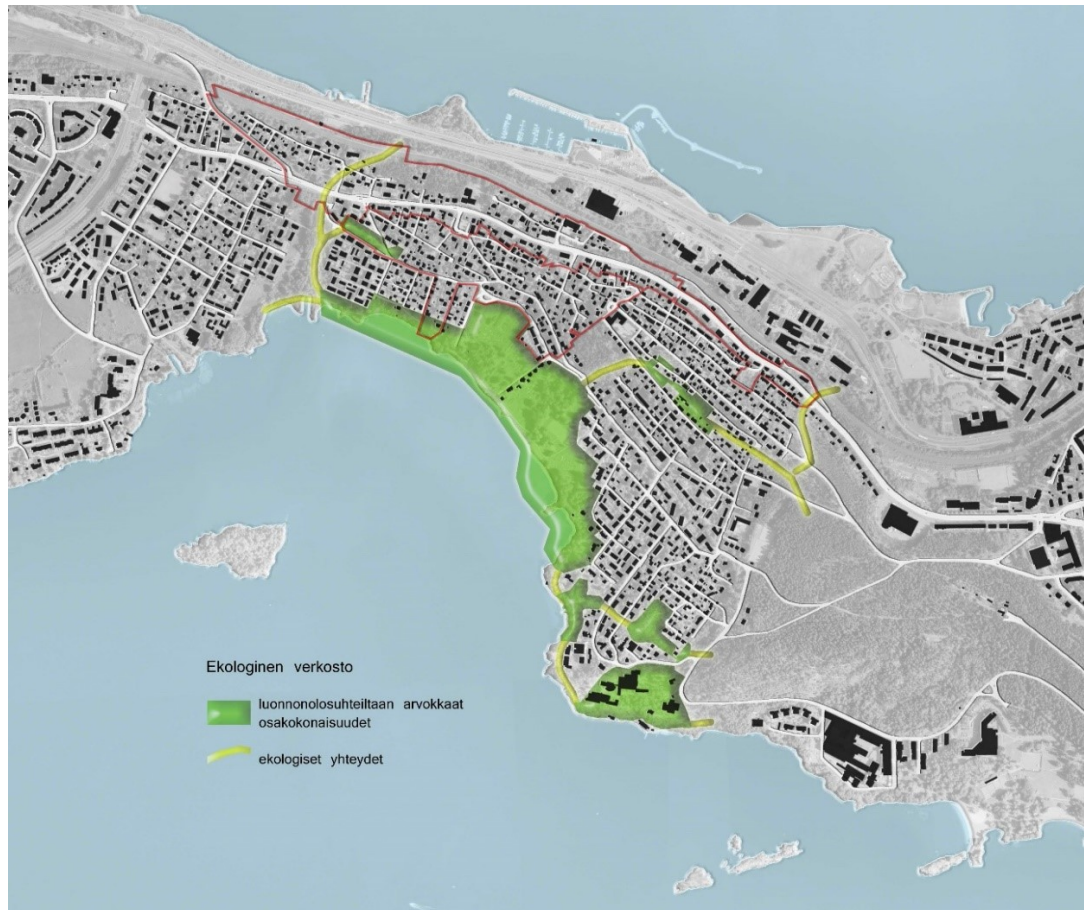 Ekologinen verkosto
luonnonolosuhteiltaan arvokkaat
osakokonaisuudet
ekologiset yhteydet